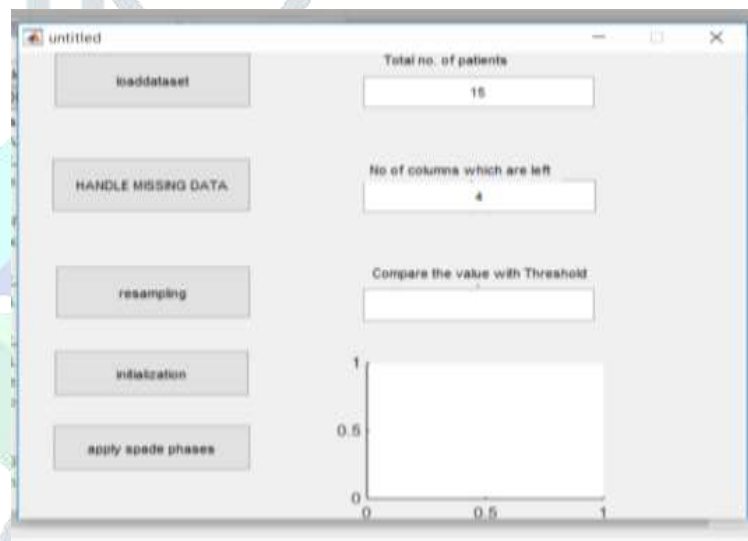 untitled
loaddataset
Total no. of patients
15
HANDLE MISSING DATA
No of columns which are left
4
resampling
Compare the value with Threshold
initialization
apply spade phases
1
0.5
0
0 0.5 1